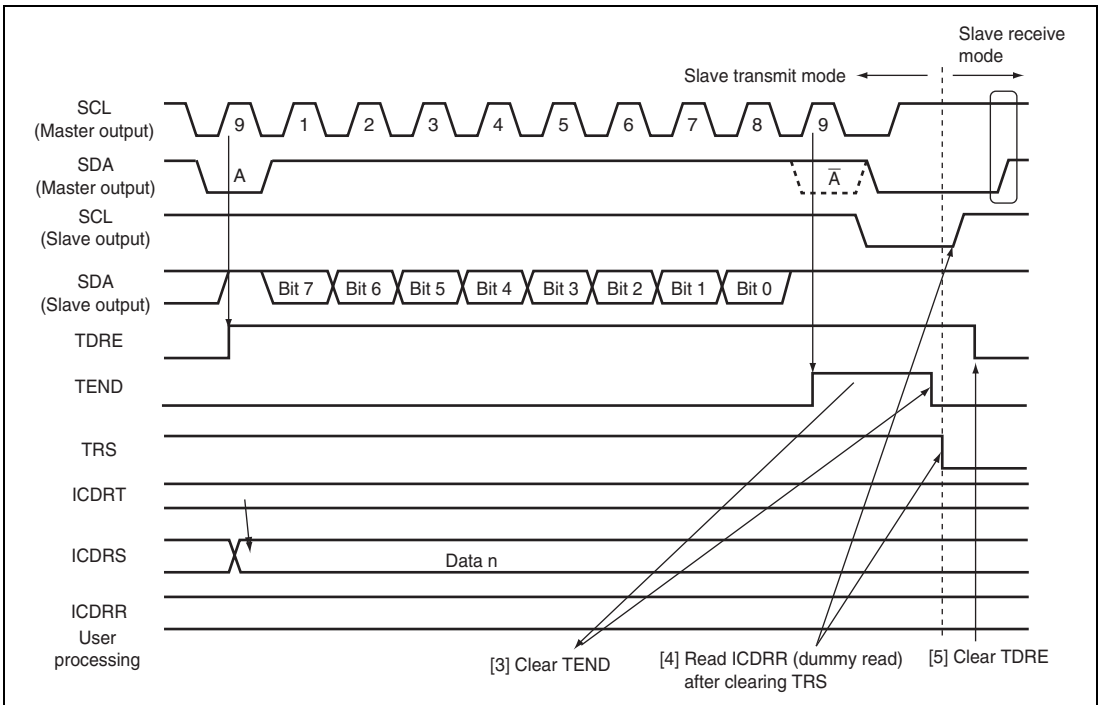 Slave receive
mode
Slave transmit mode
SCL
(Master output)
9 1 2 3 4 5 6 7 8 9
SDA
(Master output)
A A̅
SCL
(Slave output)
SDA
(Slave output)
Bit 7 Bit 6 Bit 5 Bit 4 Bit 3 Bit 2 Bit 1 Bit 0
TDRE
TEND
TRS
ICDRT
ICDRS
Data n
ICDRR
User
processing
[3] Clear TEND
[4] Read ICDRR (dummy read)
after clearing TRS
[5] Clear TDRE